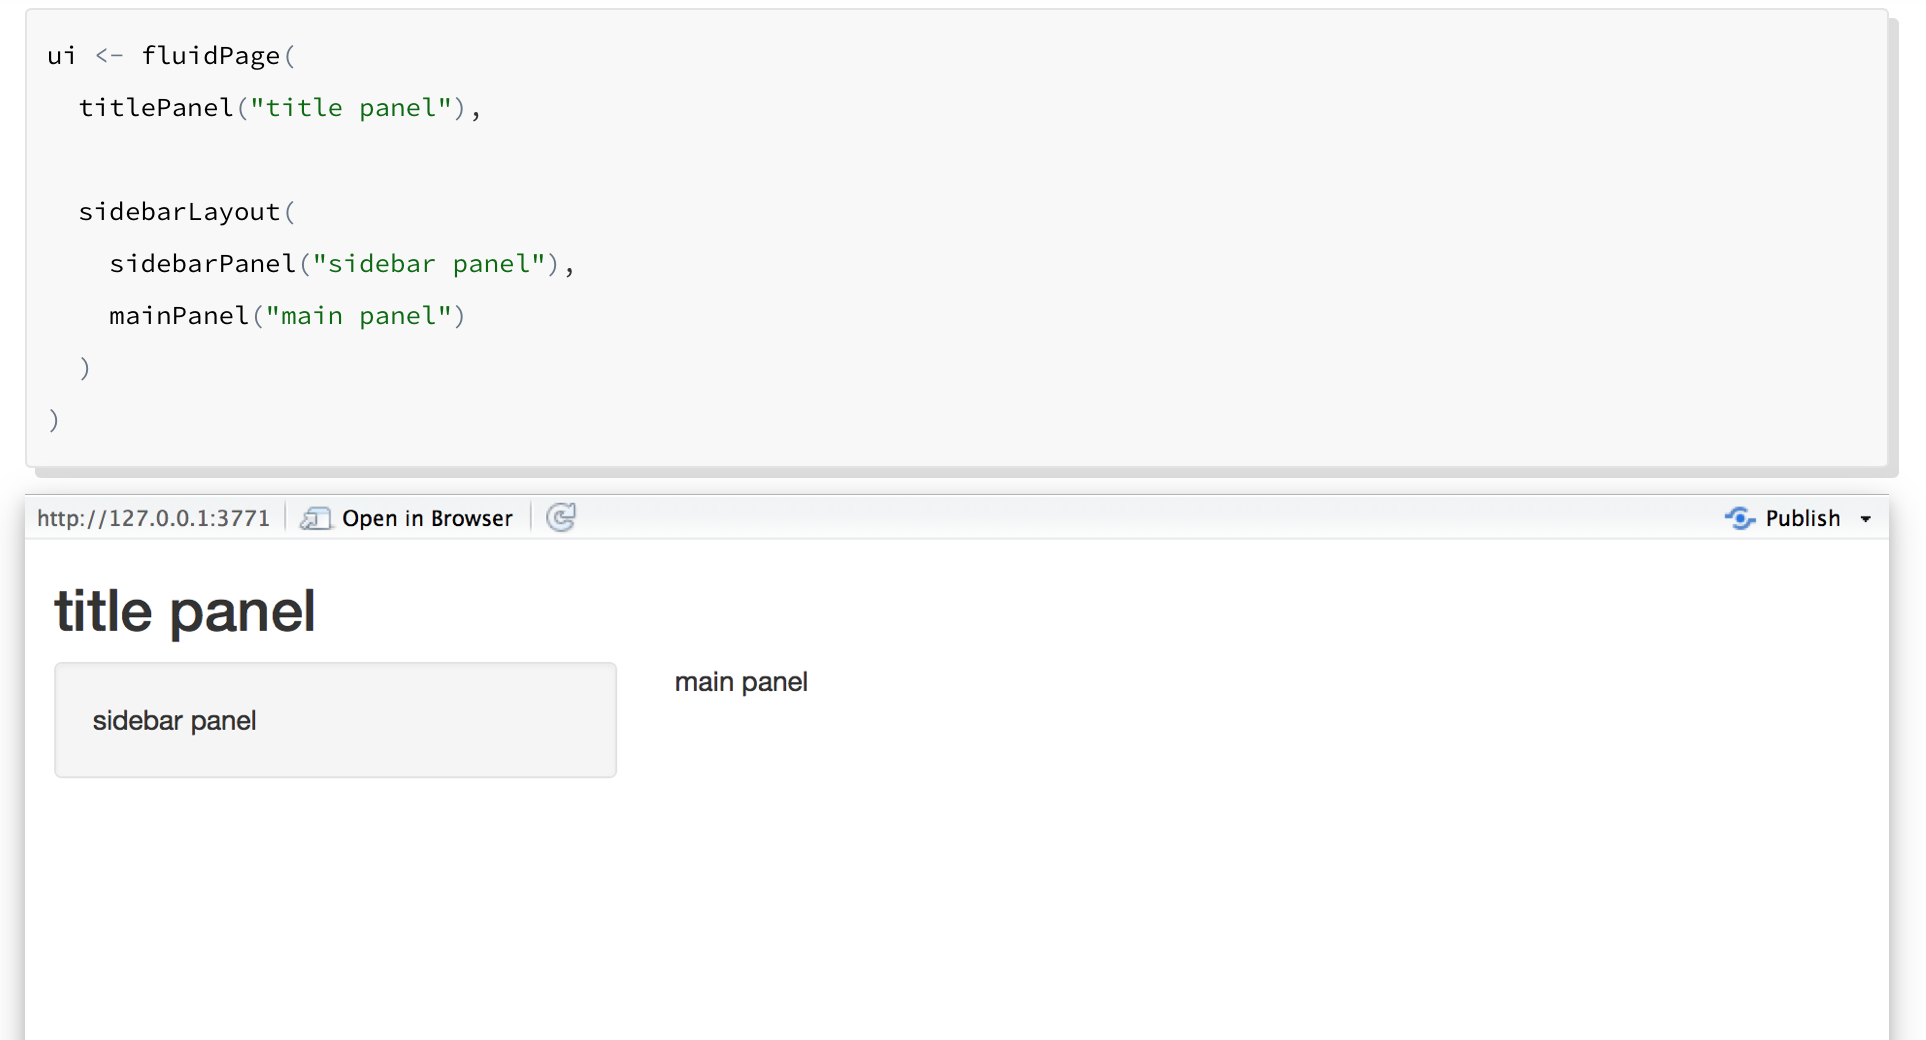 ui <- fluidPage(
  titlePanel("title panel"),
  sidebarLayout(
    sidebarPanel("sidebar panel"),
    mainPanel("main panel")
  )
)
http://127.0.0.1:3771 Open in Browser Publish
title panel
main panel
sidebar panel